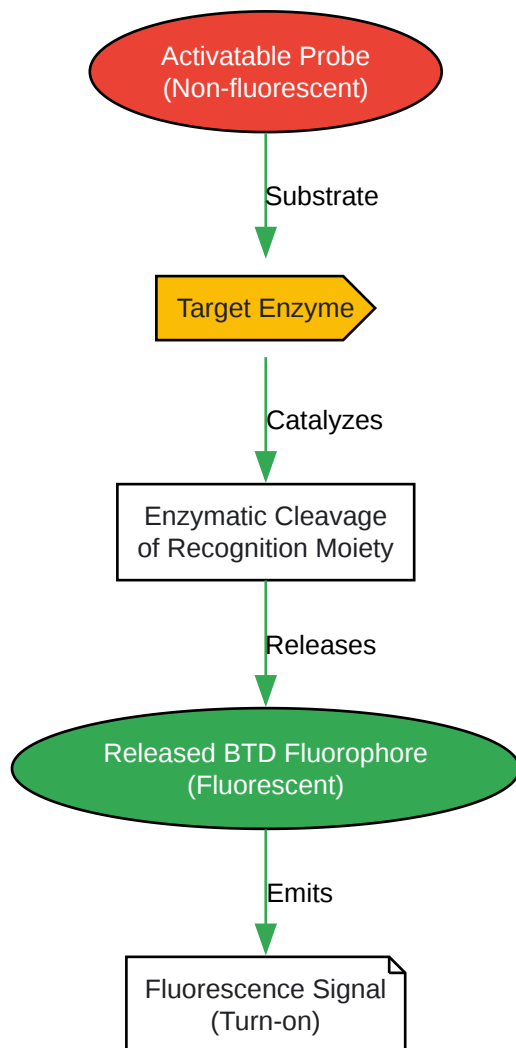 Activatable Probe
(Non-fluorescent)
Substrate
Target Enzyme
Catalyzes
Enzymatic Cleavage
of Recognition Moiety
Releases
Released BTD Fluorophore
(Fluorescent)
Emits
Fluorescence Signal
(Turn-on)